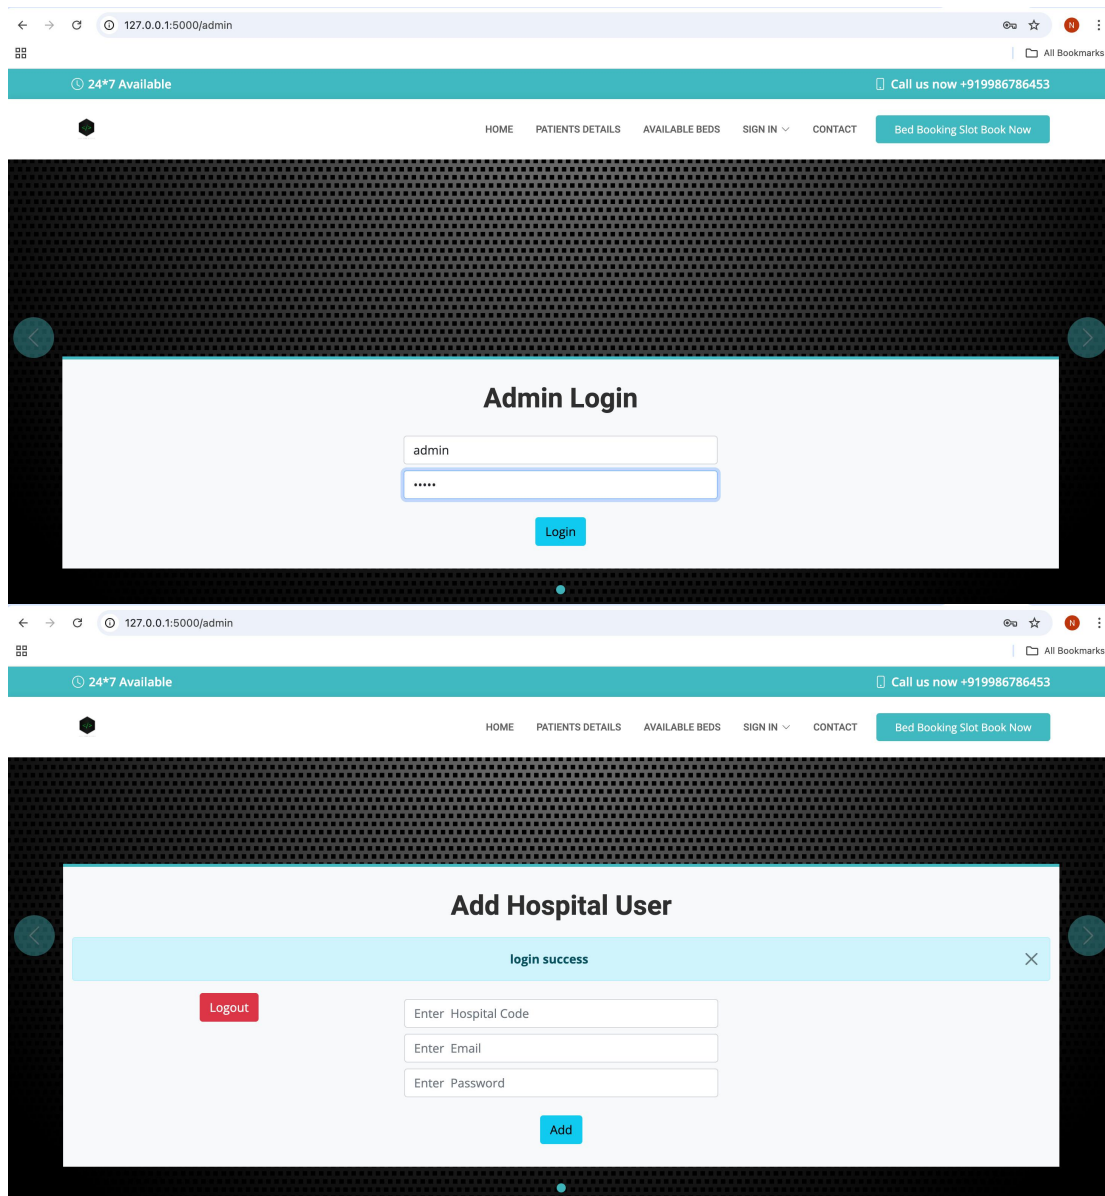 127.0.0.1:5000/admin
N
All Bookmarks
24*7 Available
Call us now +919986786453
HOME PATIENTS DETAILS AVAILABLE BEDS SIGN IN CONTACT Bed Booking Slot Book Now
Admin Login
admin
•••••
Login
127.0.0.1:5000/admin
N
All Bookmarks
24*7 Available
Call us now +919986786453
HOME PATIENTS DETAILS AVAILABLE BEDS SIGN IN CONTACT Bed Booking Slot Book Now
Add Hospital User
login success
Logout
Enter Hospital Code
Enter Email
Enter Password
Add